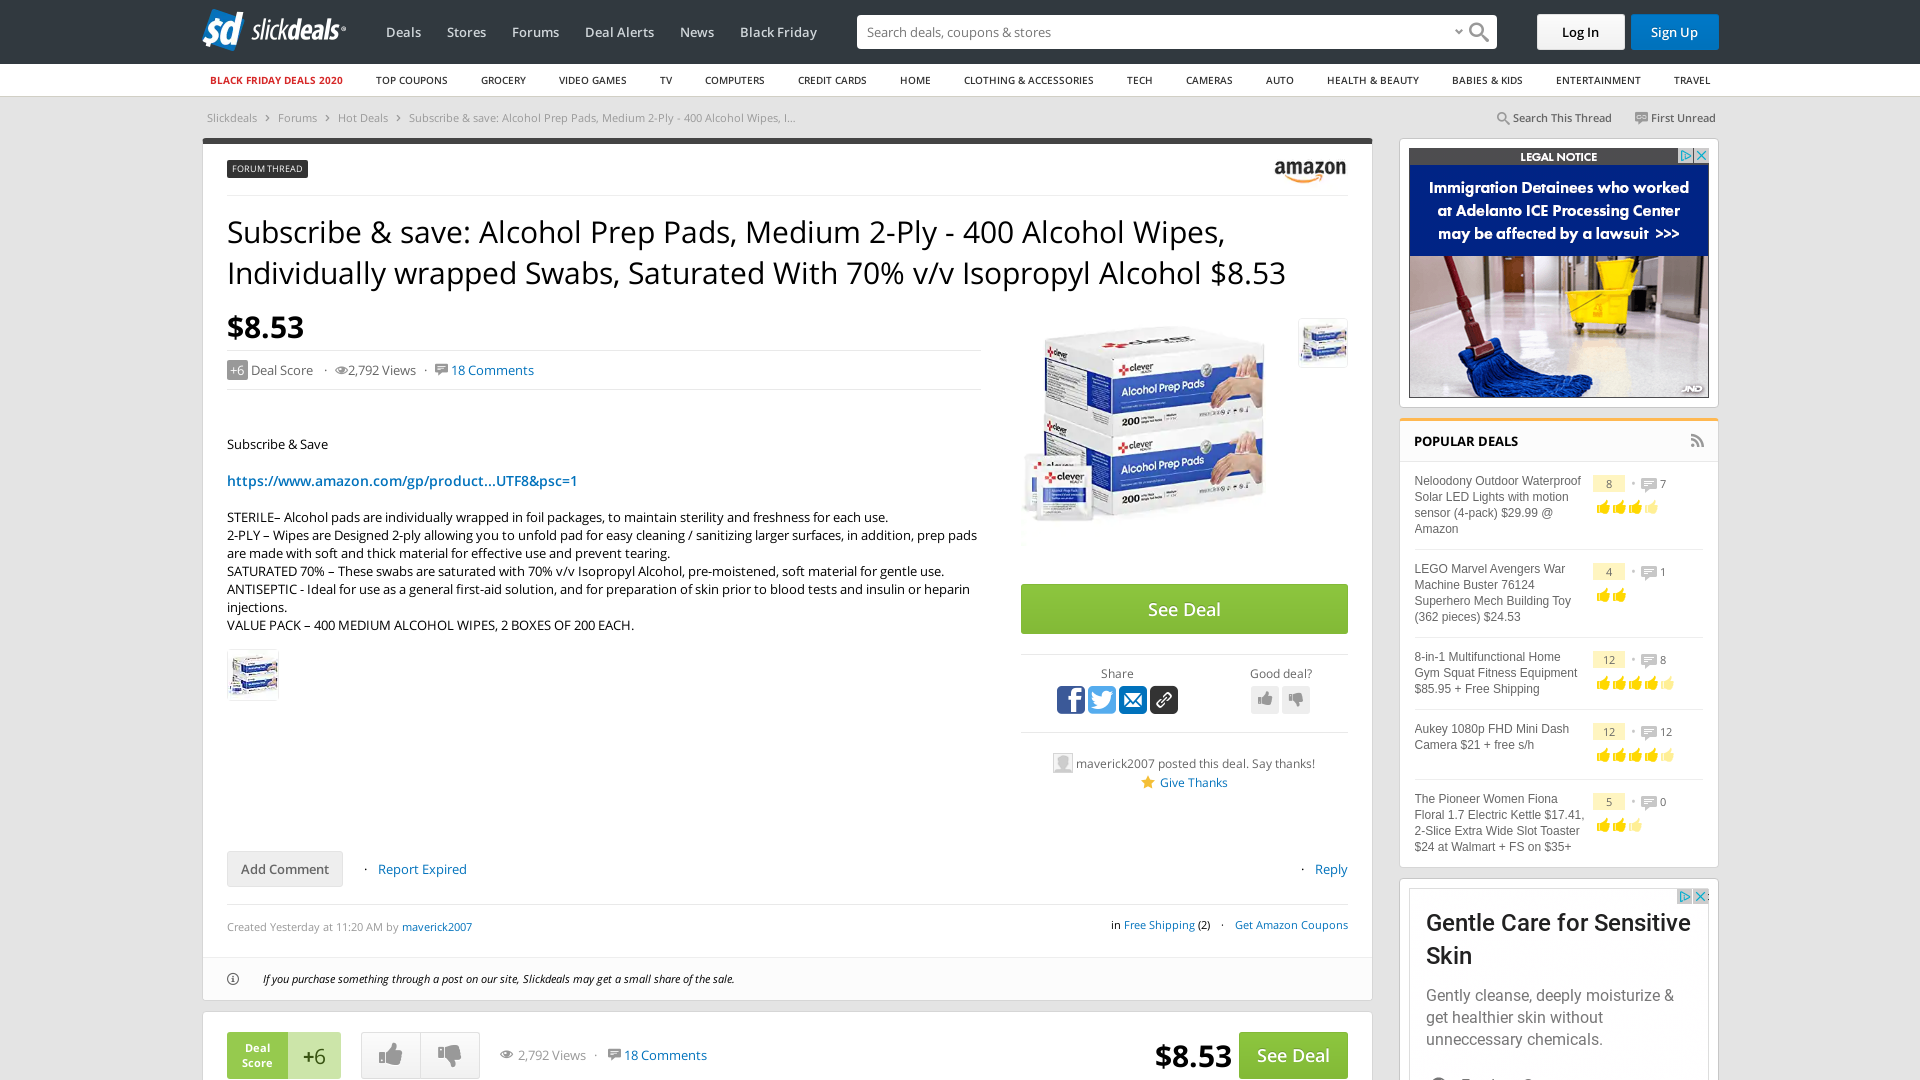 sd slickdeals
Deals
Stores
Forums
Deal Alerts
News
Black Friday
Search deals, coupons & stores
Log In
Sign Up
BLACK FRIDAY DEALS 2020
TOP COUPONS
GROCERY
VIDEO GAMES
TV
COMPUTERS
CREDIT CARDS
HOME
CLOTHING & ACCESSORIES
TECH
CAMERAS
AUTO
HEALTH & BEAUTY
BABIES & KIDS
ENTERTAINMENT
TRAVEL
Slickdeals > Forums > Hot Deals > Subscribe & save: Alcohol Prep Pads, Medium 2-Ply - 400 Alcohol Wipes, I...
Search This Thread
First Unread
FORUM THREAD
amazon
Subscribe & save: Alcohol Prep Pads, Medium 2-Ply - 400 Alcohol Wipes,
Individually wrapped Swabs, Saturated With 70% v/v Isopropyl Alcohol $8.53
$8.53
+6 Deal Score · 2,792 Views · 18 Comments
Subscribe & Save
https://www.amazon.com/gp/product...UTF8&psc=1
STERILE– Alcohol pads are individually wrapped in foil packages, to maintain sterility and freshness for each use.
2-PLY – Wipes are Designed 2-ply allowing you to unfold pad for easy cleaning / sanitizing larger surfaces, in addition, prep pads
are made with soft and thick material for effective use and prevent tearing.
SATURATED 70% – These swabs are saturated with 70% v/v Isopropyl Alcohol, pre-moistened, soft material for gentle use.
ANTISEPTIC - Ideal for use as a general first-aid solution, and for preparation of skin prior to blood tests and insulin or heparin
injections.
VALUE PACK – 400 MEDIUM ALCOHOL WIPES, 2 BOXES OF 200 EACH.
clever
clever
Alcohol Prep Pads
200
clever
Alcohol Prep Pads
200
clever
See Deal
Share
Good deal?
maverick2007 posted this deal. Say thanks!
Give Thanks
Add Comment
· Report Expired
· Reply
Created Yesterday at 11:20 AM by maverick2007
in Free Shipping (2) · Get Amazon Coupons
If you purchase something through a post on our site, Slickdeals may get a small share of the sale.
Deal
Score
+6
2,792 Views · 18 Comments
$8.53
See Deal
LEGAL NOTICE
Immigration Detainees who worked
at Adelanto ICE Processing Center
may be affected by a lawsuit >>>
JND
POPULAR DEALS
Neloodony Outdoor Waterproof
Solar LED Lights with motion
sensor (4-pack) $29.99 @
Amazon
8 • 7
LEGO Marvel Avengers War
Machine Buster 76124
Superhero Mech Building Toy
(362 pieces) $24.53
4 • 1
8-in-1 Multifunctional Home
Gym Squat Fitness Equipment
$85.95 + Free Shipping
12 • 8
Aukey 1080p FHD Mini Dash
Camera $21 + free s/h
12 • 12
The Pioneer Women Fiona
Floral 1.7 Electric Kettle $17.41,
2-Slice Extra Wide Slot Toaster
$24 at Walmart + FS on $35+
5 • 0
Gentle Care for Sensitive
Skin
Gently cleanse, deeply moisturize &
get healthier skin without
unneccessary chemicals.